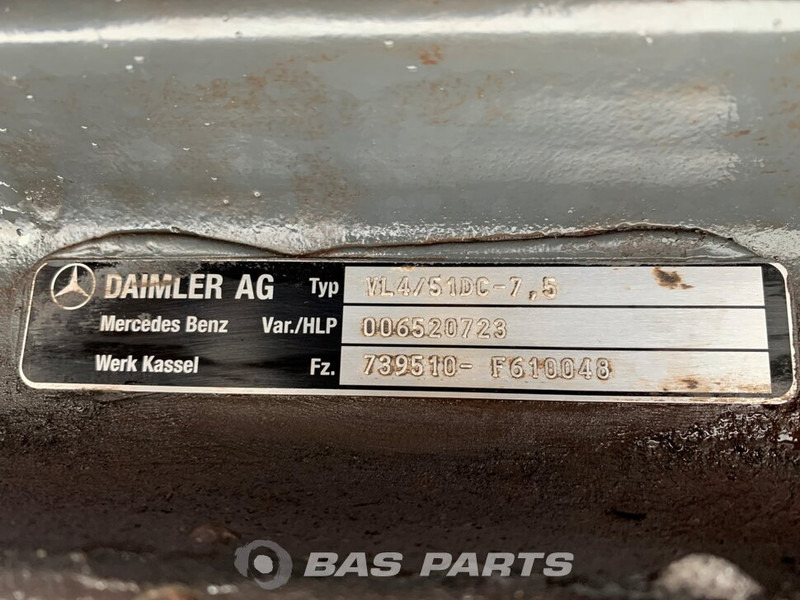 DAIMLER AG Typ VL4/51DC-7,5
Mercedes Benz Var./HLP 006520723
Werk Kassel Fz. 739510- F610048
BAS PARTS